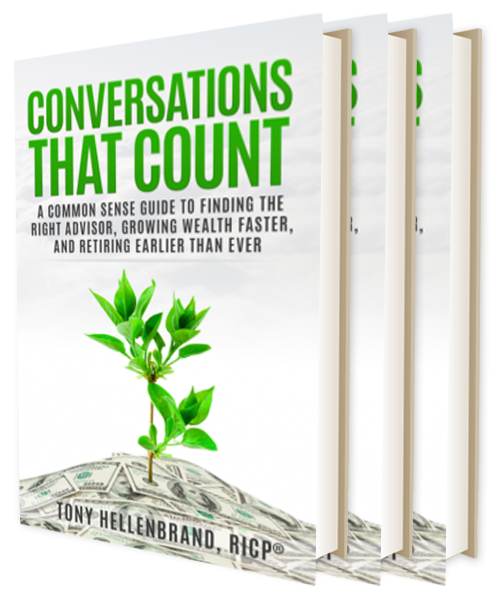 CONVERSATIONS
THAT COUNT
A COMMON SENSE GUIDE TO FINDING THE
RIGHT ADVISOR, GROWING WEALTH FASTER,
AND RETIRING EARLIER THAN EVER
TONY HELLENBRAND, RICP®